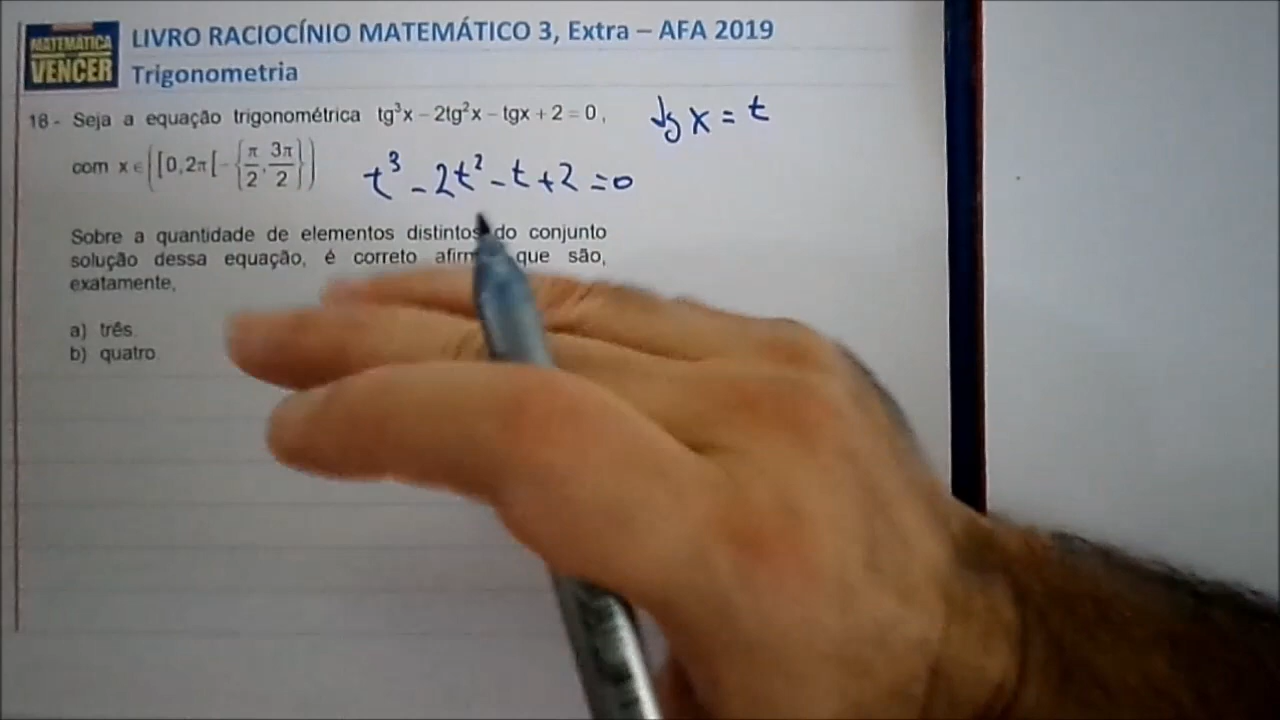 MATEMÁTICA
VENCER
LIVRO RACIOCÍNIO MATEMÁTICO 3, Extra – AFA 2019
Trigonometria
16 - Seja a equação trigonométrica tg³x – 2tg²x – tgx + 2 = 0,
tg x = t
com x ∈ ([0,2π[ – {π/2, 3π/2})
t³ - 2t² - t + 2 = 0
Sobre a quantidade de elementos distintos do conjunto
solução dessa equação, é correto que são,
exatamente,
a) três.
b) quatro